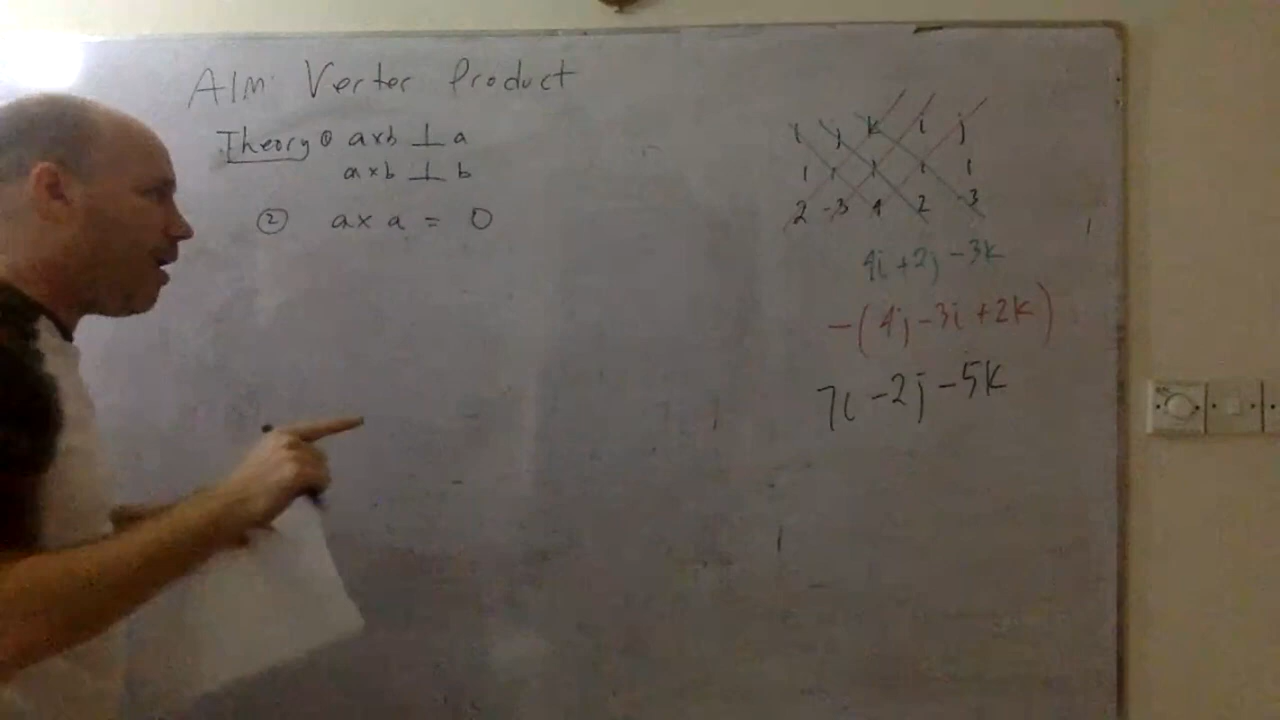 AIM: Vector Product
Theory ① a×b ⊥ a
a×b ⊥ b
② a× a = 0
i j k i j
1 1 1 1 1
2 -3 4 2 -3
4i +2j -3k
-(4j -3i +2k)
7i -2j -5k